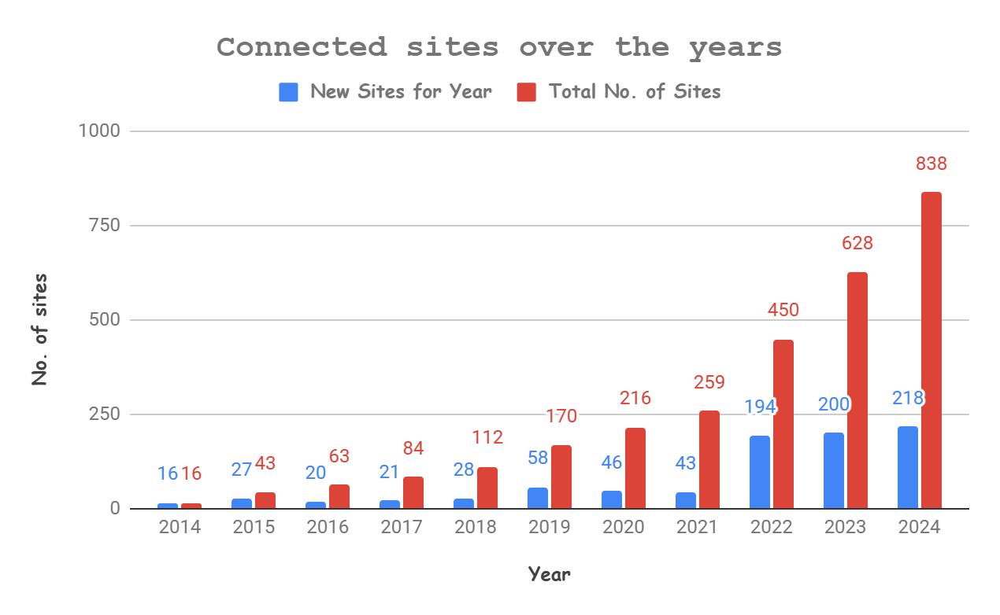 Connected sites over the years
New Sites for Year Total No. of Sites
1000
838
750
628
500
450
250
194 200 218
259
216
170
16 16 27 43 20 63 21 84 28 112 58 46 43
0
2014 2015 2016 2017 2018 2019 2020 2021 2022 2023 2024
No. of sites
Year